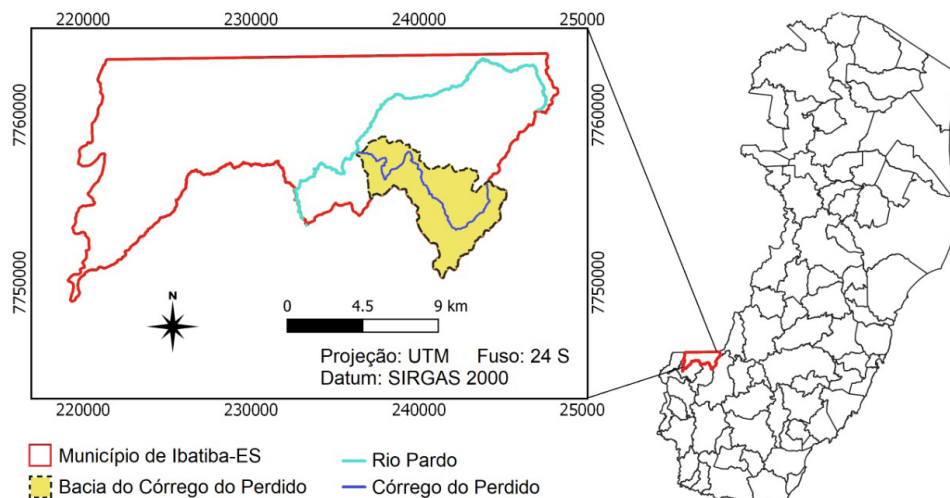 220000 230000 240000 25000
7760000 7760000
7750000 7750000
N
0 4.5 9 km
Projeção: UTM Fuso: 24 S
Datum: SIRGAS 2000
220000 230000 240000 25000
Município de Ibatiba-ES Rio Pardo
Bacia do Córrego do Perdido Córrego do Perdido